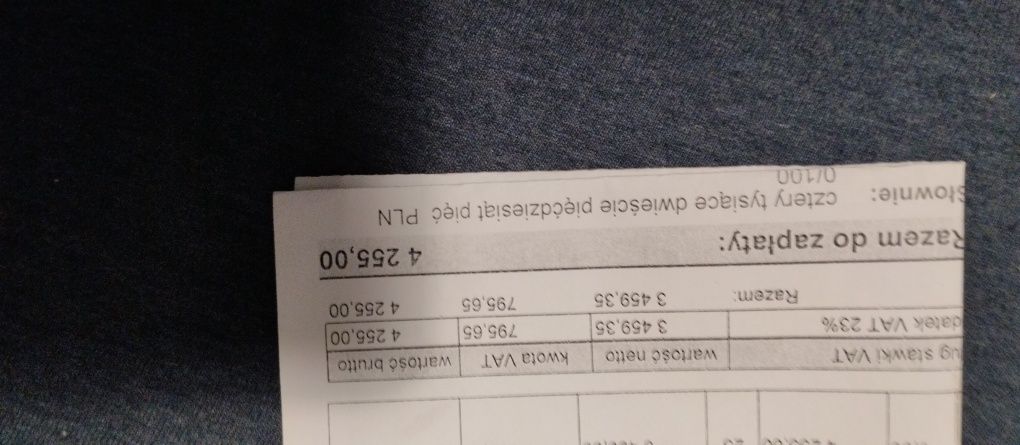 ług stawki VAT wartość netto kwota VAT wartość brutto
datek VAT 23% 3 459,35 795,65 4 255,00
Razem: 3 459,35 795,65 4 255,00
Razem do zapłaty: 4 255,00
Słownie: cztery tysiące dwieście pięćdziesiąt pięć PLN
0/100